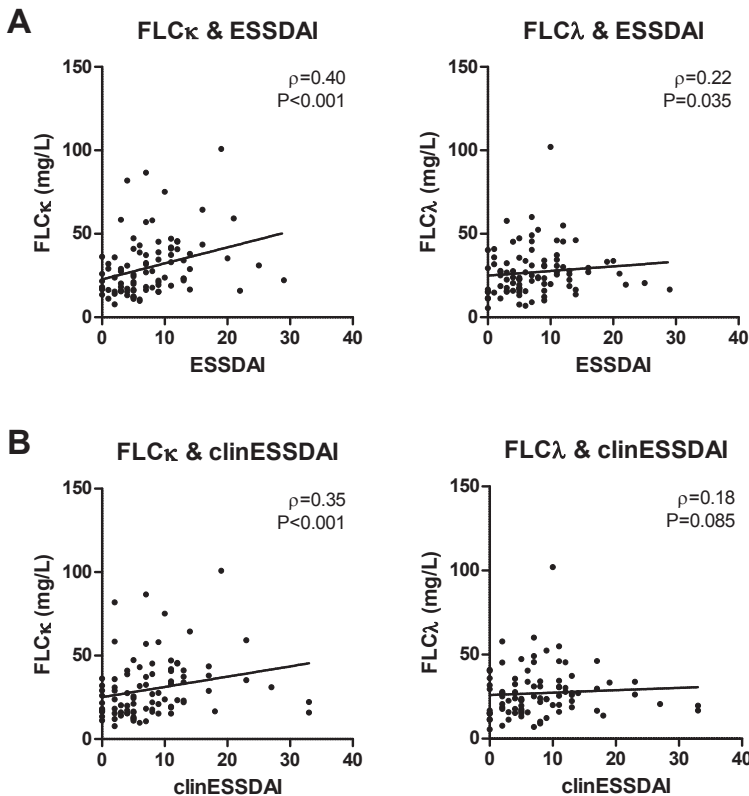 A
FLCκ & ESSDAI
FLCλ & ESSDAI
ρ=0.40
P<0.001
ρ=0.22
P=0.035
150
100
50
0
FLCκ (mg/L)
0 10 20 30 40
ESSDAI
150
100
50
0
FLCλ (mg/L)
0 10 20 30 40
ESSDAI
B
FLCκ & clinESSDAI
FLCλ & clinESSDAI
ρ=0.35
P<0.001
ρ=0.18
P=0.085
150
100
50
0
FLCκ (mg/L)
0 10 20 30 40
clinESSDAI
150
100
50
0
FLCλ (mg/L)
0 10 20 30 40
clinESSDAI